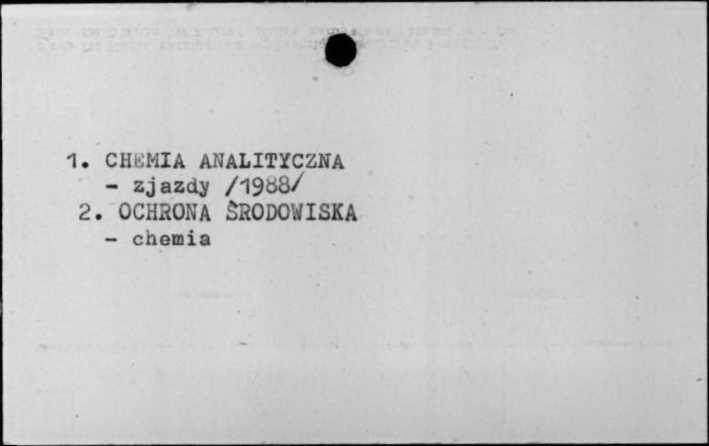 1. CHEMIA ANALITYCZNA
- zjazdy /1988/
2. OCHRONA ŚRODOWISKA
- chemia